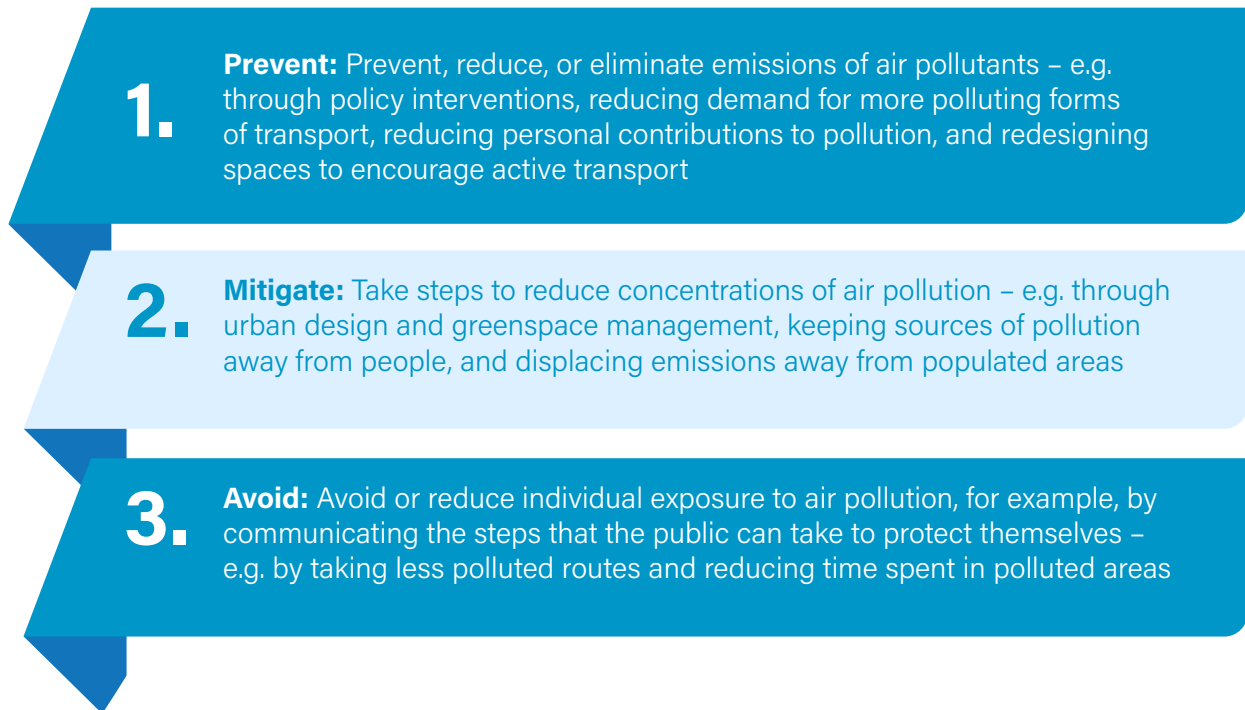 1.
Prevent: Prevent, reduce, or eliminate emissions of air pollutants – e.g.
through policy interventions, reducing demand for more polluting forms
of transport, reducing personal contributions to pollution, and redesigning
spaces to encourage active transport
2.
Mitigate: Take steps to reduce concentrations of air pollution – e.g. through
urban design and greenspace management, keeping sources of pollution
away from people, and displacing emissions away from populated areas
3.
Avoid: Avoid or reduce individual exposure to air pollution, for example, by
communicating the steps that the public can take to protect themselves –
e.g. by taking less polluted routes and reducing time spent in polluted areas